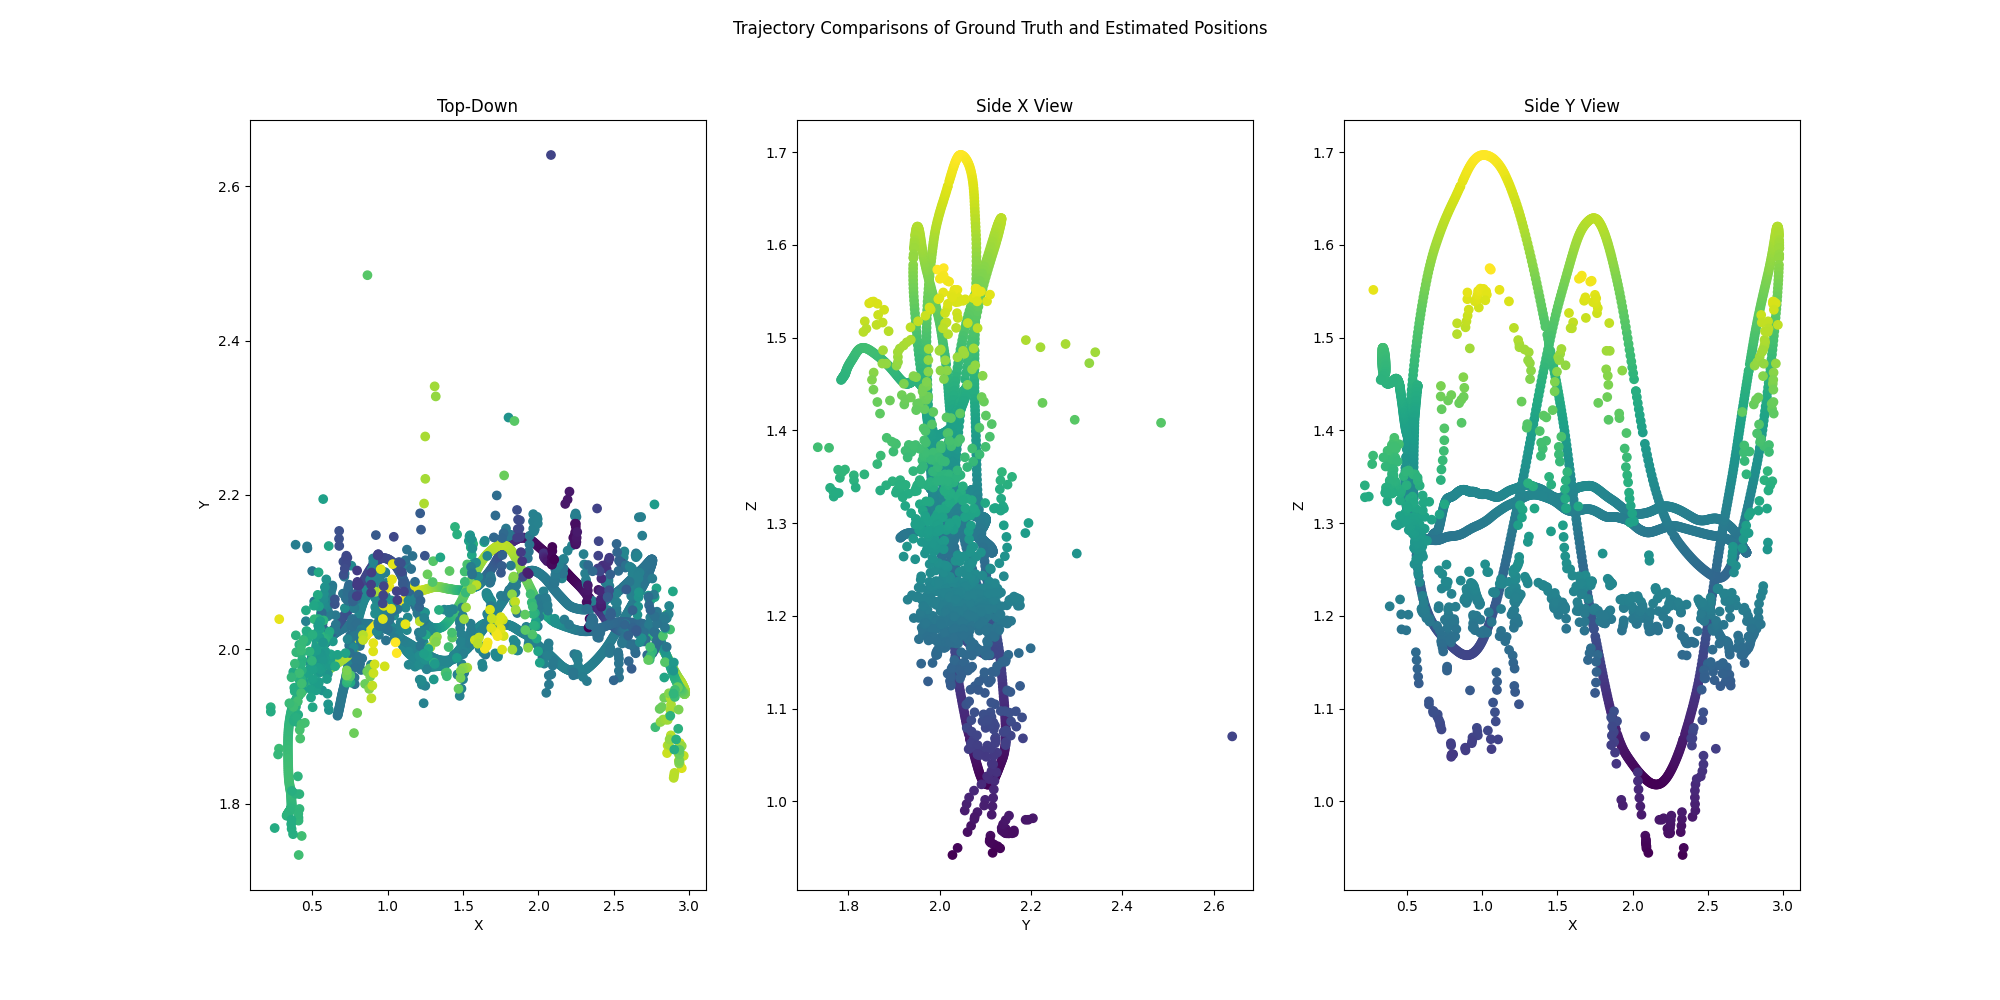 Trajectory Comparisons of Ground Truth and Estimated Positions
Top-Down
Y
2.6
2.4
2.2
2.0
1.8
0.5 1.0 1.5 2.0 2.5 3.0
X
Side X View
Z
1.7
1.6
1.5
1.4
1.3
1.2
1.1
1.0
1.8 2.0 2.2 2.4 2.6
Y
Side Y View
Z
1.7
1.6
1.5
1.4
1.3
1.2
1.1
1.0
0.5 1.0 1.5 2.0 2.5 3.0
X